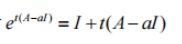 e^{t(A-aI)} = I + t(A-aI)